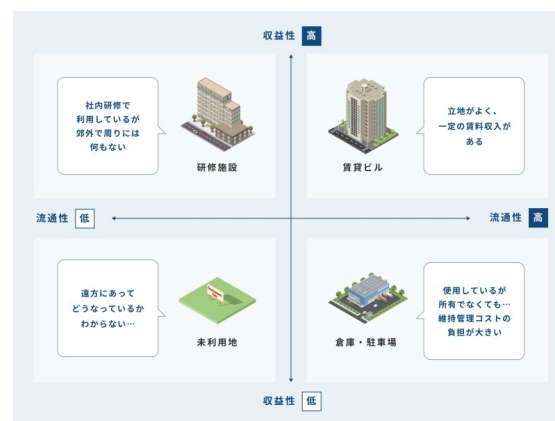 収益性 高
社内研修で
利用しているが
郊外で周りには
何もない
研修施設
賃貸ビル
立地がよく、
一定の賃料収入が
ある
流通性 低
流通性 高
遠方にあって
どうなっているか
わからない…
未利用地
倉庫・駐車場
使用しているが
所有でなくても…
維持管理コストの
負担が大きい
収益性 低